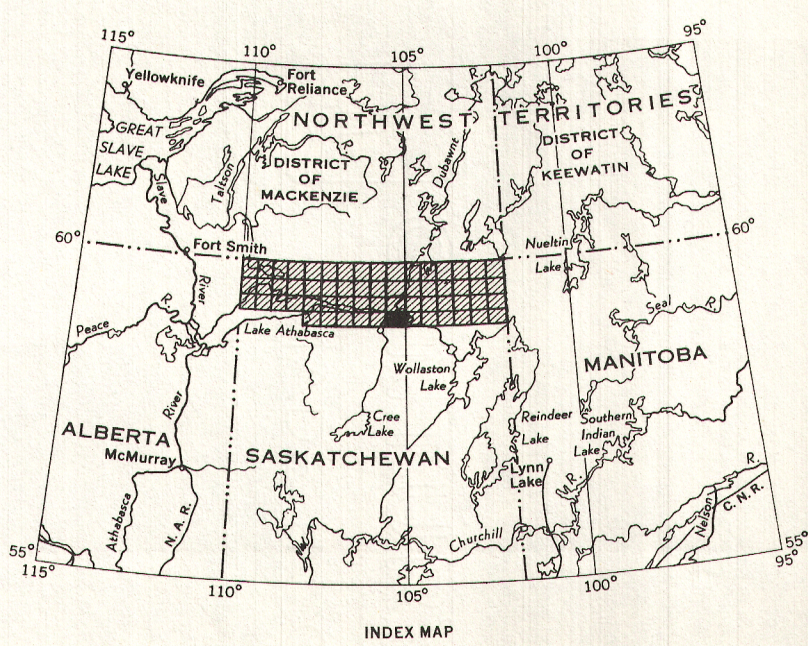 115°
110°
105°
100°
95°
Yellowknife
Fort
Reliance
R.
NORTHWEST TERRITORIES
GREAT
SLAVE
LAKE
Slave
River
Taltson
DISTRICT
OF
MACKENZIE
Dubawnt
DISTRICT
OF
KEEWATIN
60°
60°
Fort Smith
Nueltin
Lake
Peace
R.
Lake Athabasca
Seal
R.
Wollaston
Lake
MANITOBA
River
Cree
Lake
Reindeer
Lake
Southern
Indian
Lake
ALBERTA
McMurray
SASKATCHEWAN
Lynn
Lake
R.
R.
Athabasca
N. A. R.
Churchill
Nelson
C. N. R.
55°
115°
110°
105°
100°
55°
95°
INDEX MAP